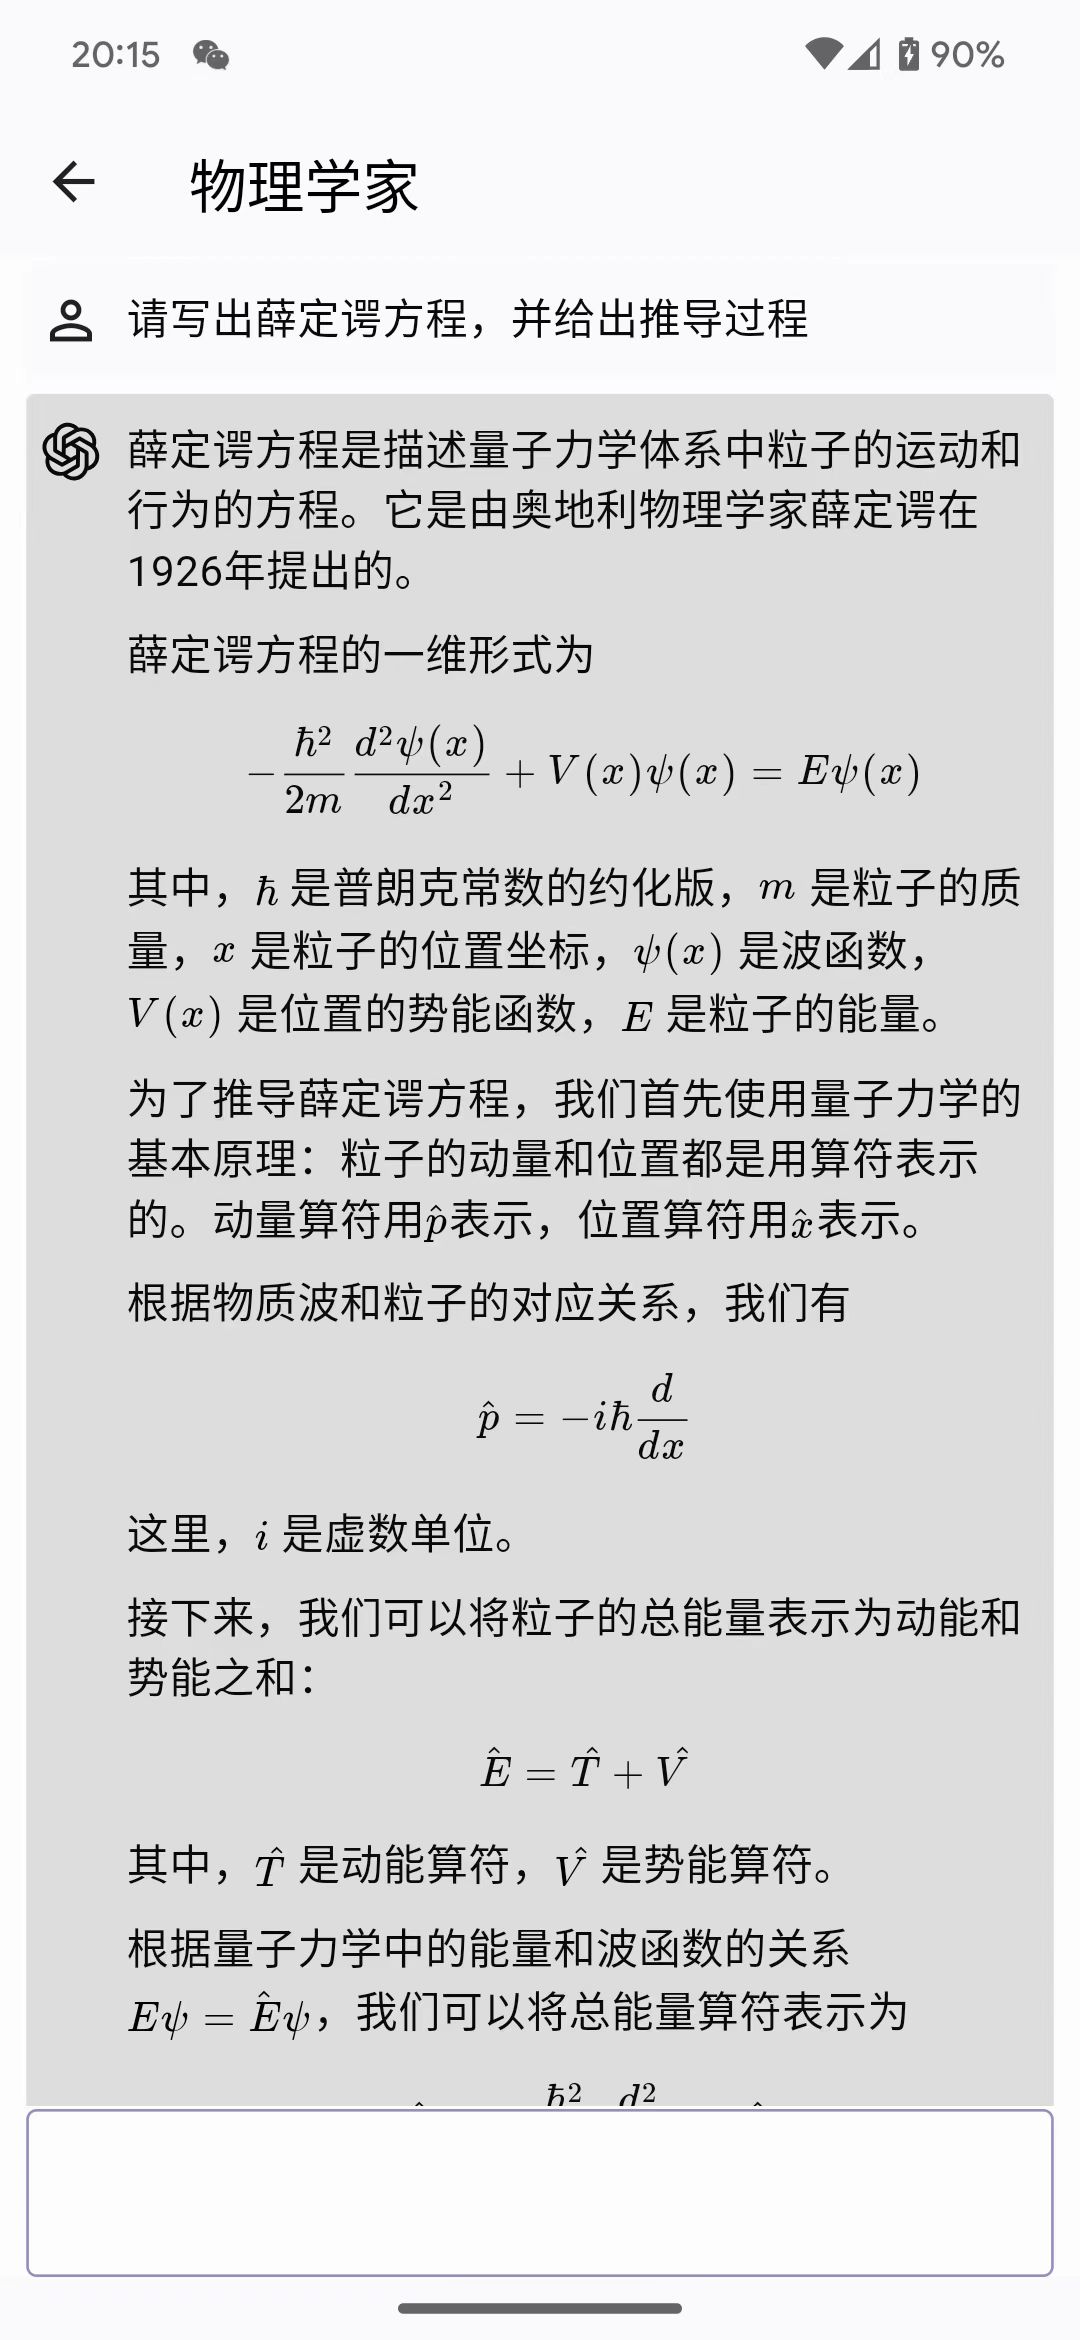 20:15
90%
物理学家
请写出薛定谔方程，并给出推导过程
薛定谔方程是描述量子力学体系中粒子的运动和
行为的方程。它是由奥地利物理学家薛定谔在
1926年提出的。
薛定谔方程的一维形式为
$-\frac{\hbar^2}{2m}\frac{d^2\psi(x)}{dx^2} + V(x)\psi(x) = E\psi(x)$
其中，$\hbar$ 是普朗克常数的约化版，$m$ 是粒子的质
量，$x$ 是粒子的位置坐标，$\psi(x)$ 是波函数，
$V(x)$ 是位置的势能函数，$E$ 是粒子的能量。
为了推导薛定谔方程，我们首先使用量子力学的
基本原理：粒子的动量和位置都是用算符表示
的。动量算符用$\hat{p}$表示，位置算符用$\hat{x}$表示。
根据物质波和粒子的对应关系，我们有
$\hat{p} = -i\hbar\frac{d}{dx}$
这里，$i$ 是虚数单位。
接下来，我们可以将粒子的总能量表示为动能和
势能之和：
$\hat{E} = \hat{T} + \hat{V}$
其中，$\hat{T}$ 是动能算符，$\hat{V}$ 是势能算符。
根据量子力学中的能量和波函数的关系
$E\psi = \hat{E}\psi$，我们可以将总能量算符表示为